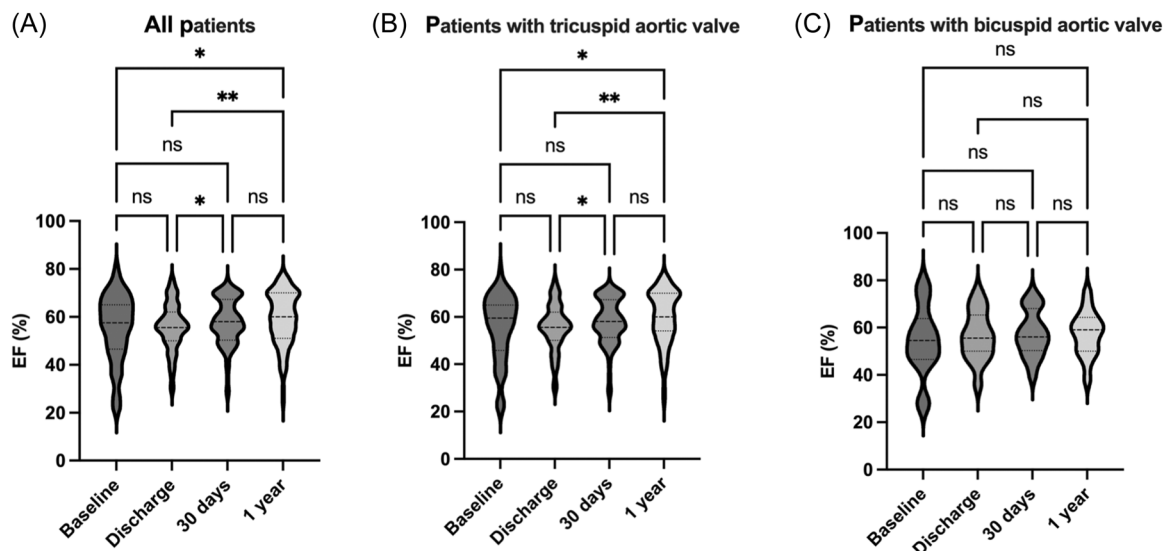 (A) All patients
*
**
ns
ns * ns
100
80
60
40
20
0
EF (%)
Baseline
Discharge
30 days
1 year
(B) Patients with tricuspid aortic valve
*
**
ns
ns * ns
100
80
60
40
20
0
EF (%)
Baseline
Discharge
30 days
1 year
(C) Patients with bicuspid aortic valve
ns
ns
ns
ns ns ns
100
80
60
40
20
0
EF (%)
Baseline
Discharge
30 days
1 year